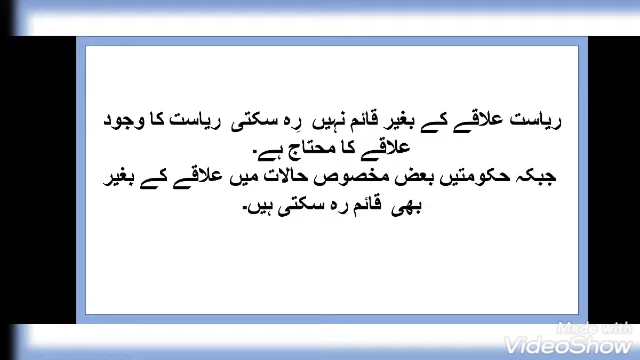 ریاست علاقے کے بغیر قائم نہیں رِہ سکتی ریاست کا وجود
علاقے کا محتاج ہے۔
جبکہ حکومتیں بعض مخصوص حالات میں علاقے کے بغیر
بھی قائم رہ سکتی ہیں۔
Made with
VideoShow